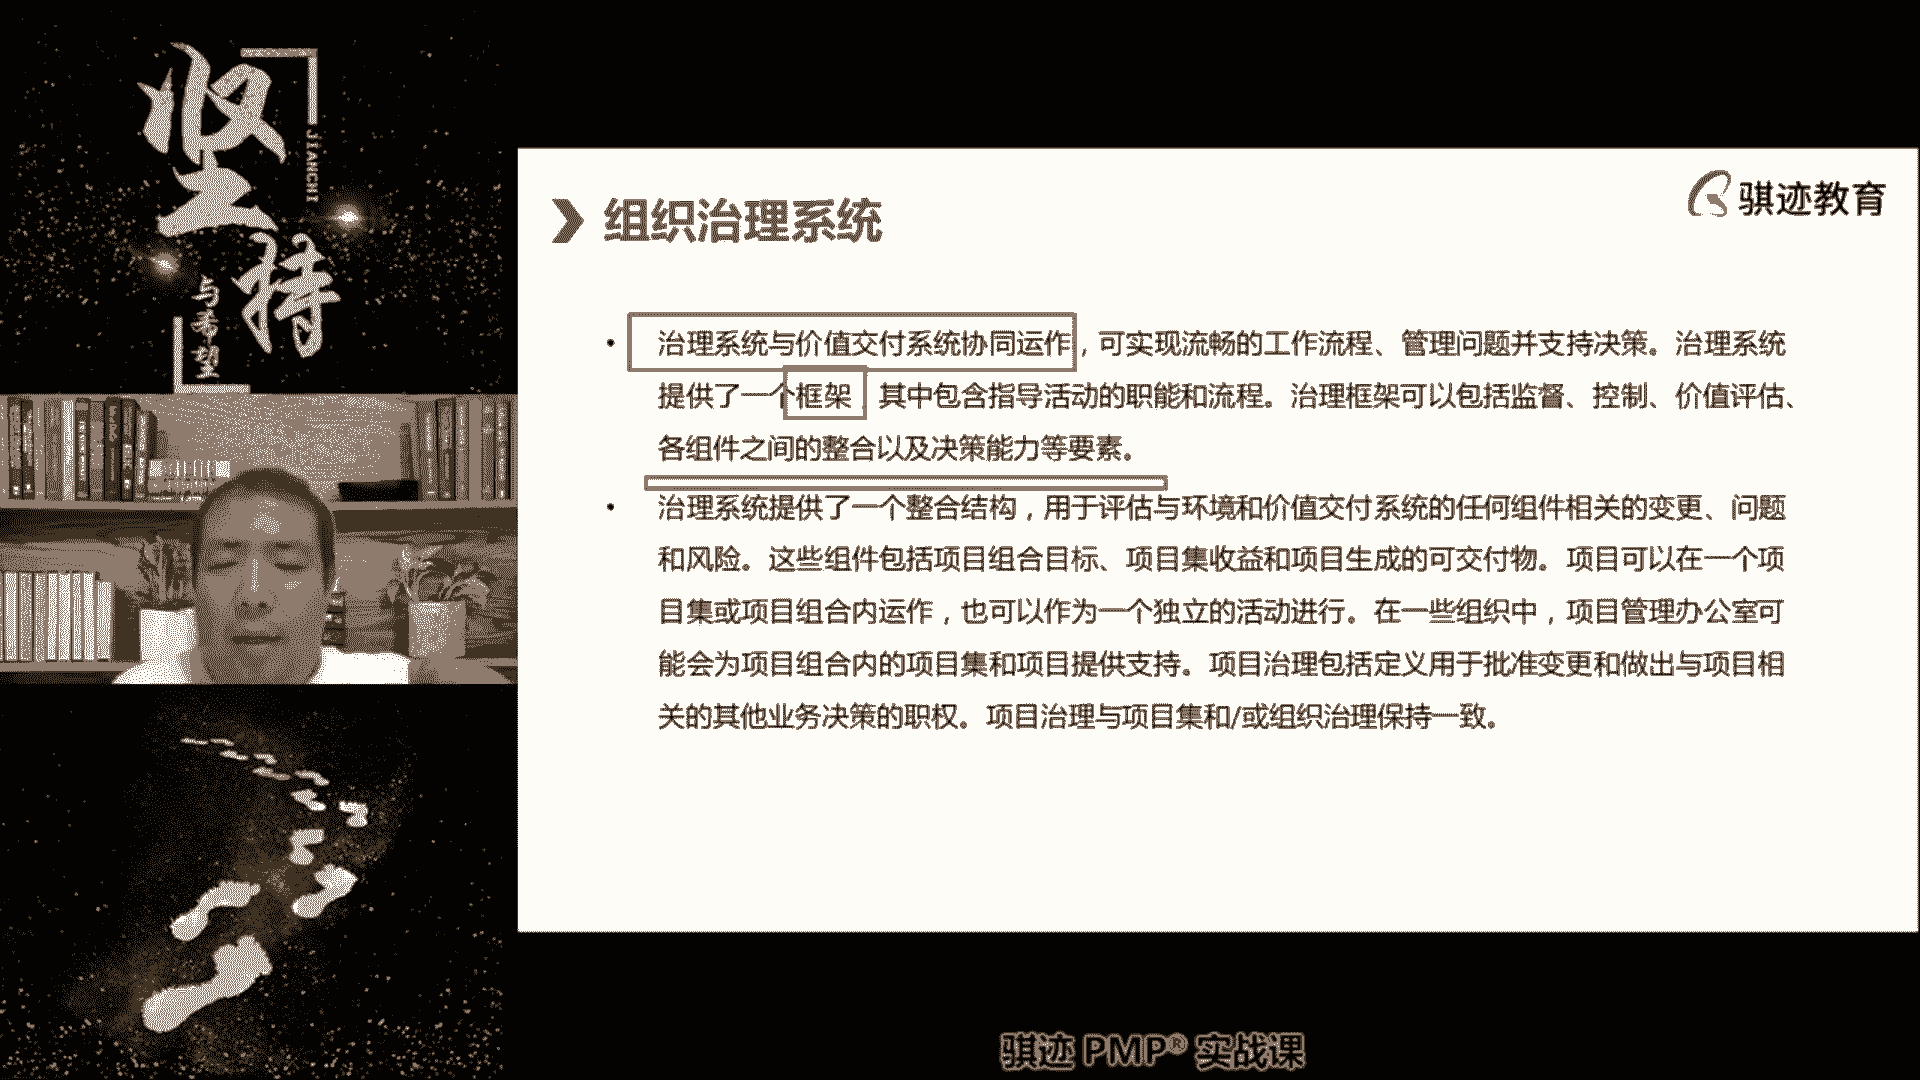 坚持
JIANCHI
与希望
骐迹教育
组织治理系统
• 治理系统与价值交付系统协同运作，可实现流畅的工作流程、管理问题并支持决策。治理系统
提供了一个框架，其中包含指导活动的职能和流程。治理框架可以包括监督、控制、价值评估、
各组件之间的整合以及决策能力等要素。
• 治理系统提供了一个整合结构，用于评估与环境和价值交付系统的任何组件相关的变更、问题
和风险。这些组件包括项目组合目标、项目集收益和项目生成的可交付物。项目可以在一个项
目集或项目组合内运作，也可以作为一个独立的活动进行。在一些组织中，项目管理办公室可
能会为项目组合内的项目集和项目提供支持。项目治理包括定义用于批准变更和做出与项目相
关的其他业务决策的职权。项目治理与项目集和/或组织治理保持一致。
骐迹 PMP® 实战课